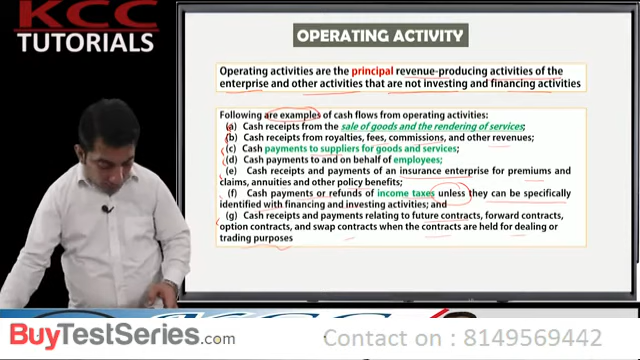 KCC
TUTORIALS
OPERATING ACTIVITY
Operating activities are the principal revenue-producing activities of the
enterprise and other activities that are not investing and financing activities
Following are examples of cash flows from operating activities:
(a) Cash receipts from the sale of goods and the rendering of services;
(b) Cash receipts from royalties, fees, commissions, and other revenues;
(c) Cash payments to suppliers for goods and services;
(d) Cash payments to and on behalf of employees;
(e) Cash receipts and payments of an insurance enterprise for premiums and
claims, annuities and other policy benefits;
(f) Cash payments or refunds of income taxes unless they can be specifically
identified with financing and investing activities; and
(g) Cash receipts and payments relating to future contracts, forward contracts,
option contracts, and swap contracts when the contracts are held for dealing or
trading purposes
BuyTestSeries.com
Contact on : 8149569442